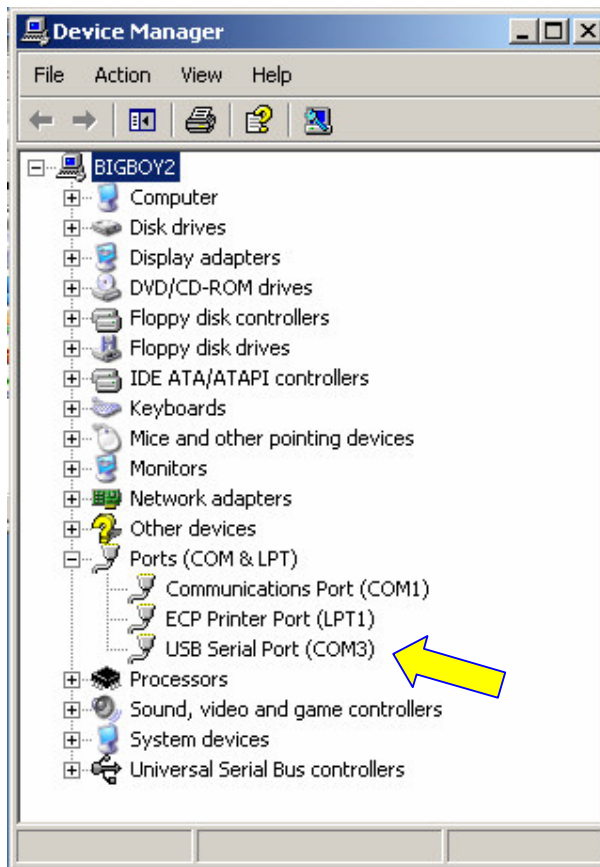 Device Manager
File Action View Help
BIGBOY2
Computer
Disk drives
Display adapters
DVD/CD-ROM drives
Floppy disk controllers
Floppy disk drives
IDE ATA/ATAPI controllers
Keyboards
Mice and other pointing devices
Monitors
Network adapters
Other devices
Ports (COM & LPT)
Communications Port (COM1)
ECP Printer Port (LPT1)
USB Serial Port (COM3)
Processors
Sound, video and game controllers
System devices
Universal Serial Bus controllers